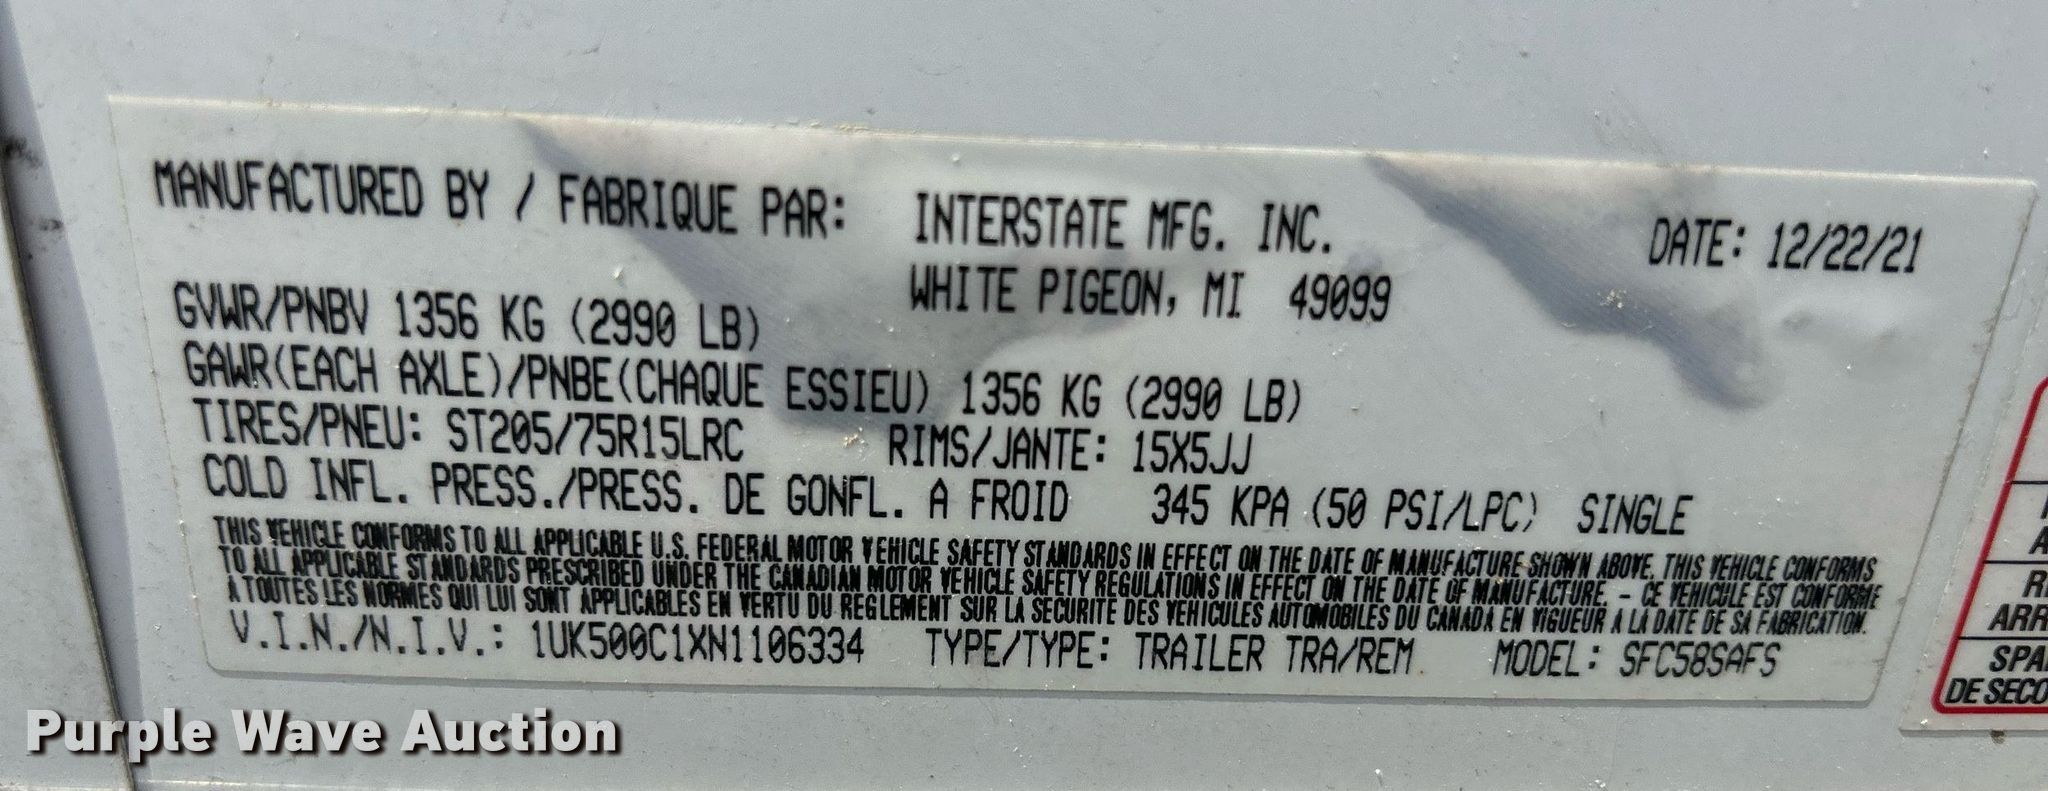 MANUFACTURED BY / FABRIQUE PAR: INTERSTATE MFG. INC. DATE: 12/22/21
WHITE PIGEON, MI 49099
GVWR/PNBV 1356 KG (2990 LB)
GAWR(EACH AXLE)/PNBE(CHAQUE ESSIEU) 1356 KG (2990 LB)
TIRES/PNEU: ST205/75R15LRC RIMS/JANTE: 15X5JJ
COLD INFL. PRESS./PRESS. DE GONFL. A FROID 345 KPA (50 PSI/LPC) SINGLE
THIS VEHICLE CONFORMS TO ALL APPLICABLE U.S. FEDERAL MOTOR VEHICLE SAFETY STANDARDS IN EFFECT ON THE DATE OF MANUFACTURE SHOWN ABOVE. THIS VEHICLE CONFORMS
TO ALL APPLICABLE STANDARDS PRESCRIBED UNDER THE CANADIAN MOTOR VEHICLE SAFETY REGULATIONS IN EFFECT ON THE DATE OF MANUFACTURE. - CE VEHICULE EST CONFORME
A TOUTES LES NORMES QUI LUI SONT APPLICABLES EN VERTU DU REGLEMENT SUR LA SECURITE DES VEHICULES AUTOMOBILES DU CANADA EN VIGUEUR A LA DATE DE SA FABRICATION.
V.I.N./N.I.V.: 1UK500C1XN1106334 TYPE/TYPE: TRAILER TRA/REM MODEL: SFC58SAFS
ARR
SPA
DE SECO
Purple Wave Auction